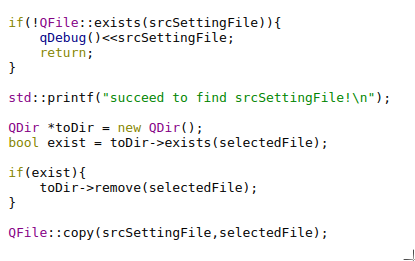 if(!QFile::exists(srcSettingFile)){
    qDebug()<<srcSettingFile;
    return;
}
std::printf("succeed to find srcSettingFile!\n");
QDir *toDir = new QDir();
bool exist = toDir->exists(selectedFile);
if(exist){
    toDir->remove(selectedFile);
}
QFile::copy(srcSettingFile,selectedFile);